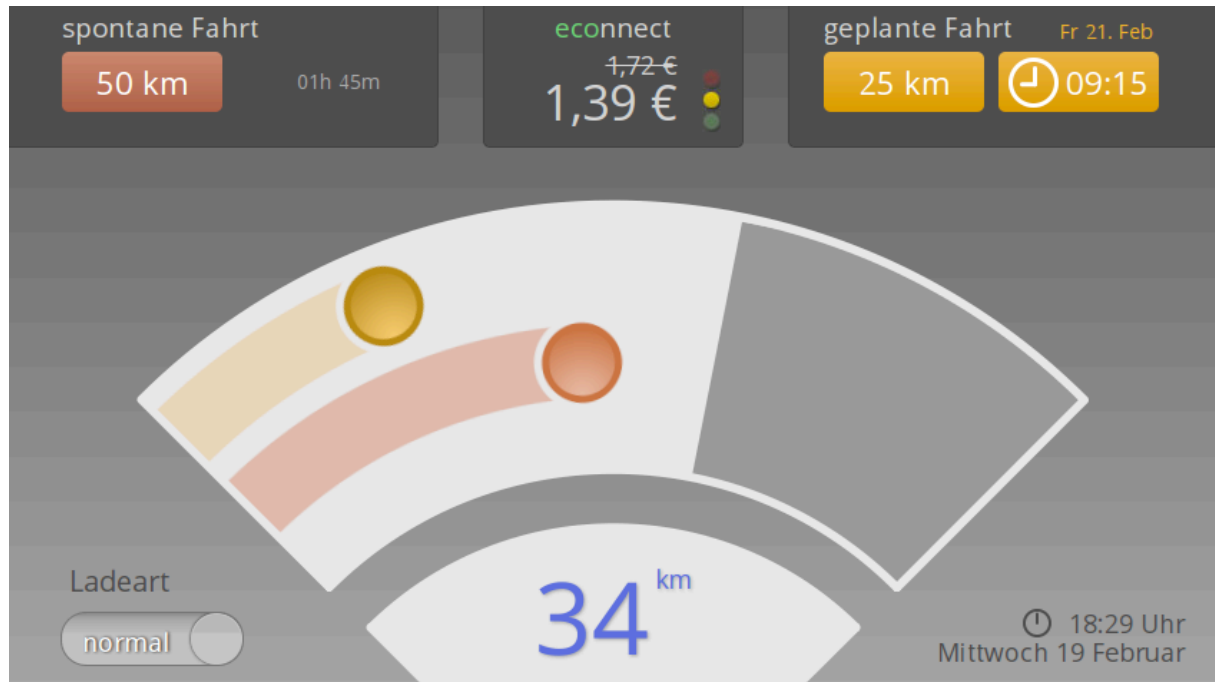 spontane Fahrt
50 km
01h 45m
econnect
1,72 €
1,39 €
geplante Fahrt
Fr 21. Feb
25 km
09:15
34 km
Ladeart
normal
18:29 Uhr
Mittwoch 19 Februar